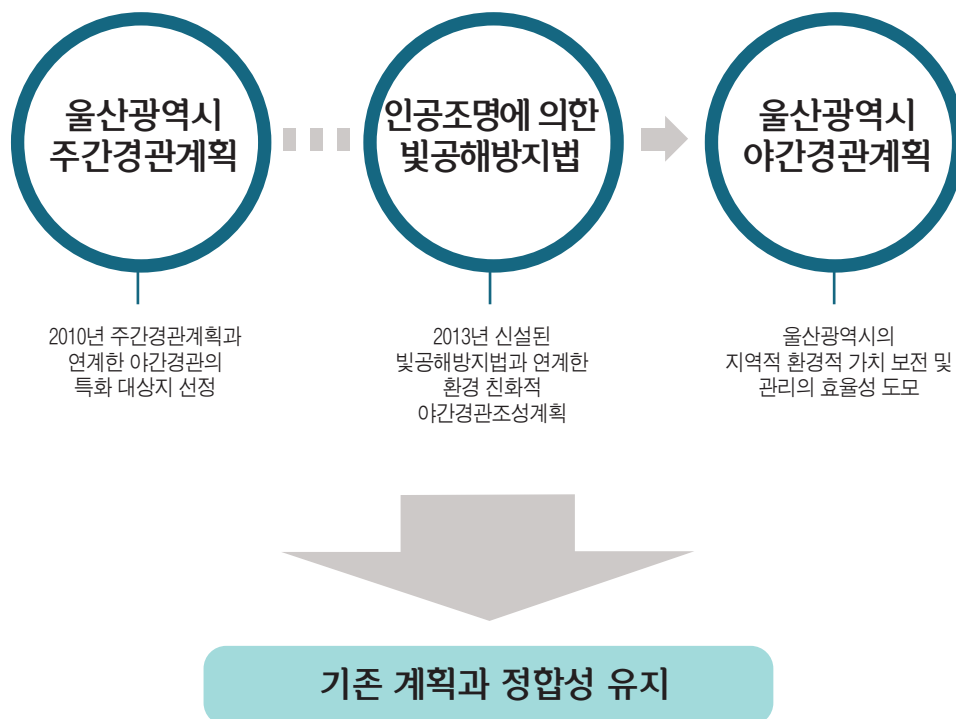 울산광역시
주간경관계획
인공조명에 의한
빛공해방지법
울산광역시
야간경관계획
2010년 주간경관계획과
연계한 야간경관의
특화 대상지 선정
2013년 신설된
빛공해방지법과 연계한
환경 친화적
야간경관조성계획
울산광역시의
지역적 환경적 가치 보전 및
관리의 효율성 도모
기존 계획과 정합성 유지